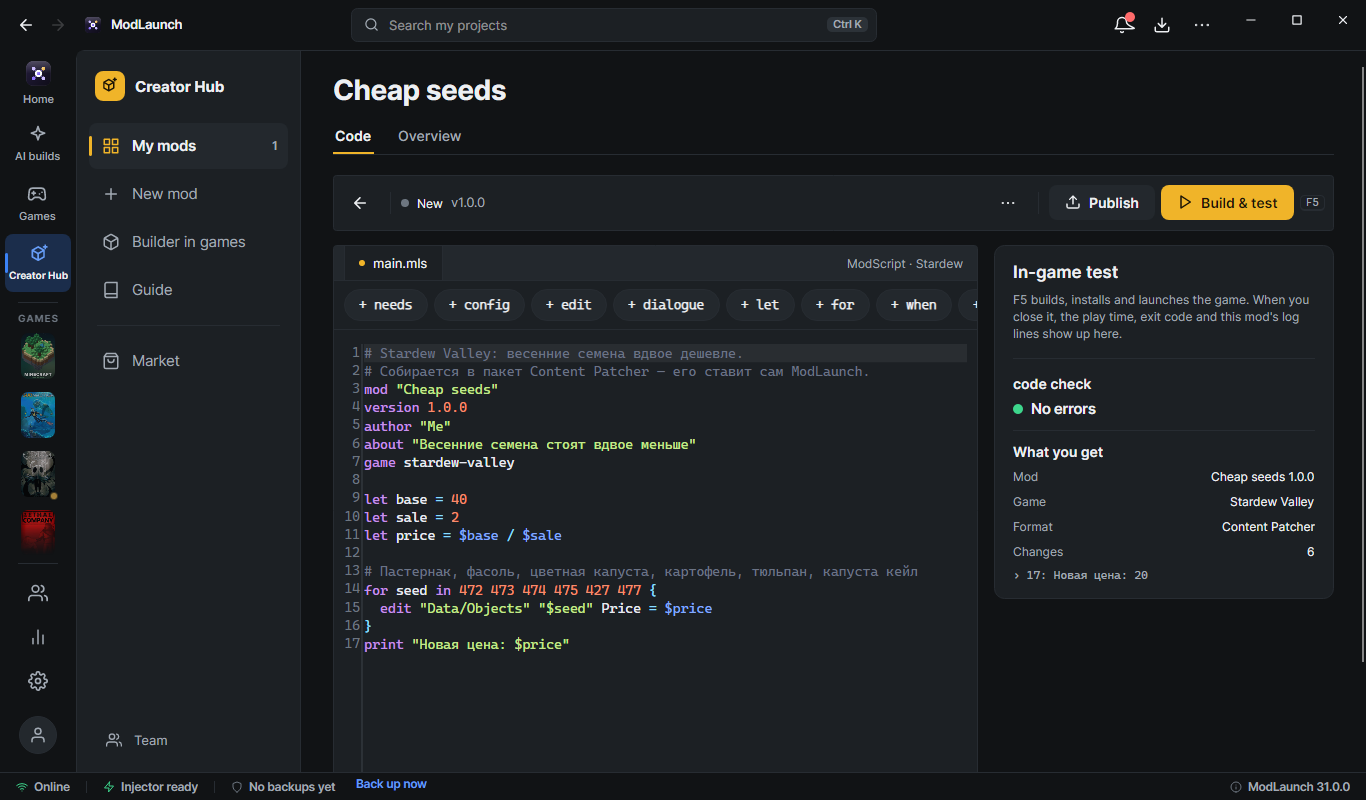 ModLaunch
Search my projects
Ctrl K
Home
AI builds
Games
Creator Hub
GAMES
MINECRAFT
LETHAL COMPANY
Creator Hub
My mods 1
New mod
Builder in games
Guide
Market
Team
Cheap seeds
Code Overview
New v1.0.0
Publish
Build & test
F5
main.mls
ModScript · Stardew
+ needs + config + edit + dialogue + let + for + when +
1 # Stardew Valley: весенние семена вдвое дешевле.
2 # Собирается в пакет Content Patcher — его ставит сам ModLaunch.
3 mod "Cheap seeds"
4 version 1.0.0
5 author "Me"
6 about "Весенние семена стоят вдвое меньше"
7 game stardew-valley
8
9 let base = 40
10 let sale = 2
11 let price = $base / $sale
12
13 # Пастернак, фасоль, цветная капуста, картофель, тюльпан, капуста кейл
14 for seed in 472 473 474 475 427 477 {
15 edit "Data/Objects" "$seed" Price = $price
16 }
17 print "Новая цена: $price"
In-game test
F5 builds, installs and launches the game. When you
close it, the play time, exit code and this mod's log
lines show up here.
code check
No errors
What you get
Mod Cheap seeds 1.0.0
Game Stardew Valley
Format Content Patcher
Changes 6
› 17: Новая цена: 20
Online
Injector ready
No backups yet
Back up now
ModLaunch 31.0.0